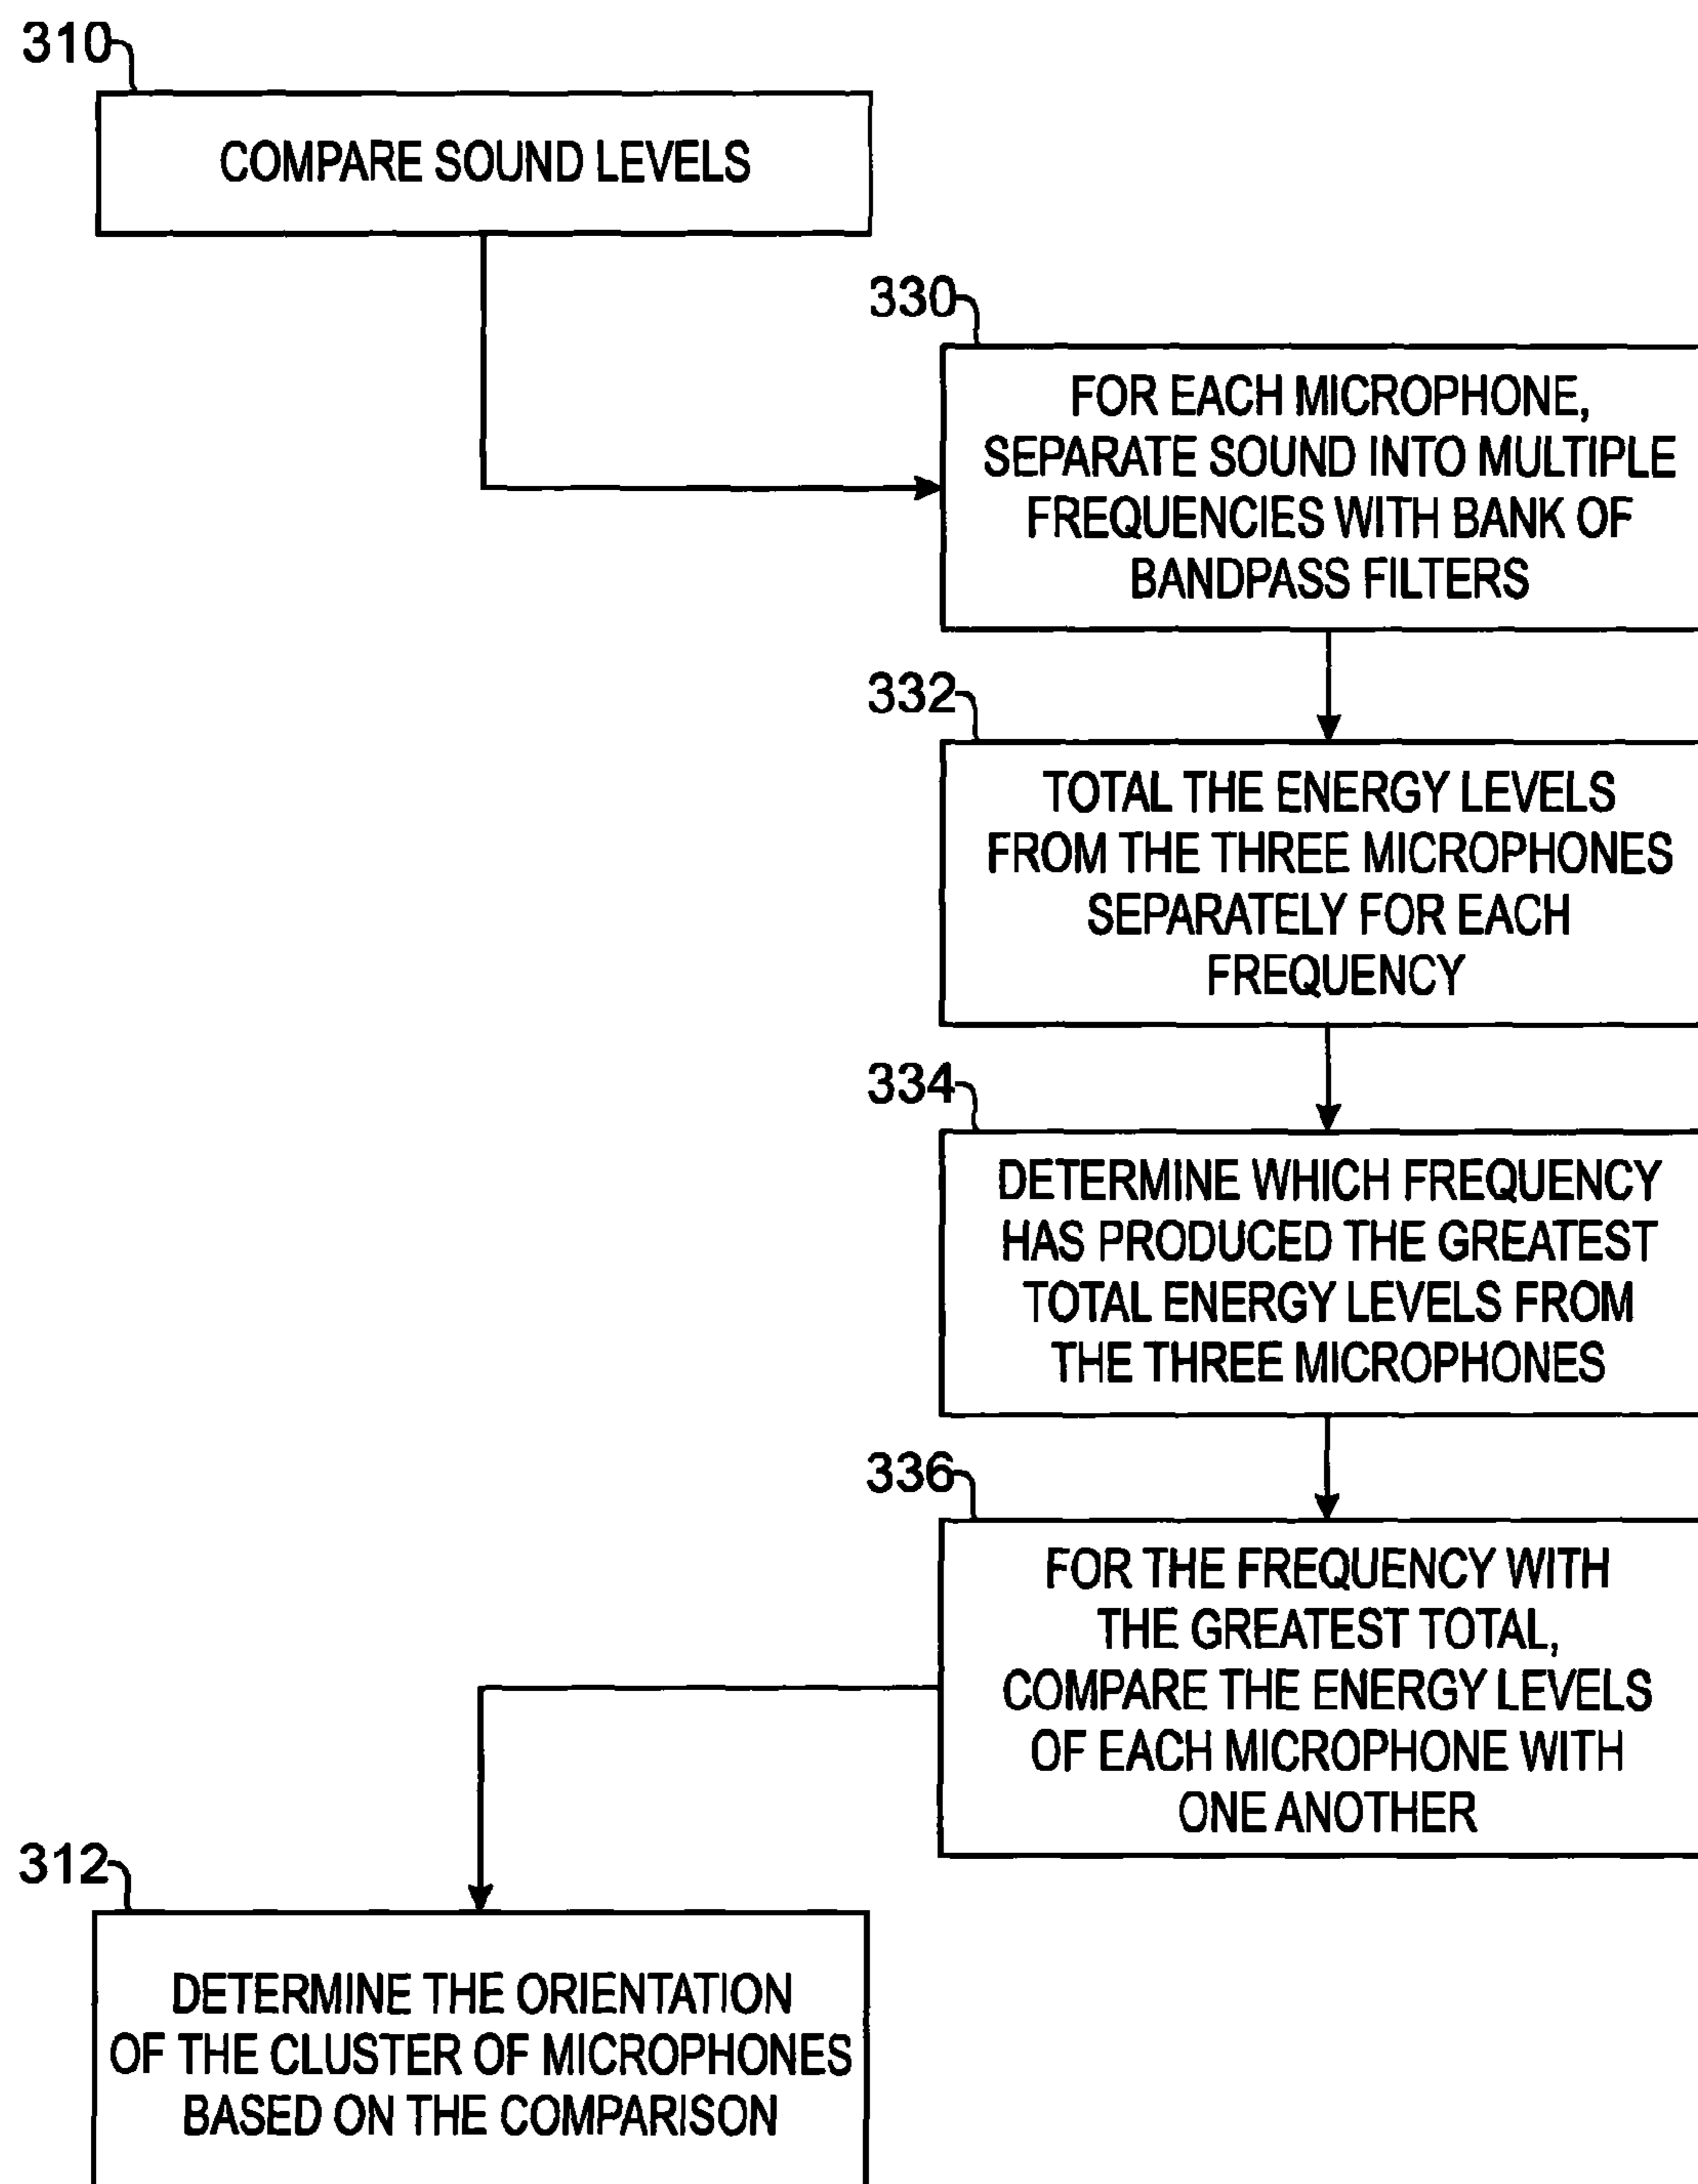 310
COMPARE SOUND LEVELS
330
FOR EACH MICROPHONE,
SEPARATE SOUND INTO MULTIPLE
FREQUENCIES WITH BANK OF
BANDPASS FILTERS
332
TOTAL THE ENERGY LEVELS
FROM THE THREE MICROPHONES
SEPARATELY FOR EACH
FREQUENCY
334
DETERMINE WHICH FREQUENCY
HAS PRODUCED THE GREATEST
TOTAL ENERGY LEVELS FROM
THE THREE MICROPHONES
336
FOR THE FREQUENCY WITH
THE GREATEST TOTAL,
COMPARE THE ENERGY LEVELS
OF EACH MICROPHONE WITH
ONE ANOTHER
312
DETERMINE THE ORIENTATION
OF THE CLUSTER OF MICROPHONES
BASED ON THE COMPARISON